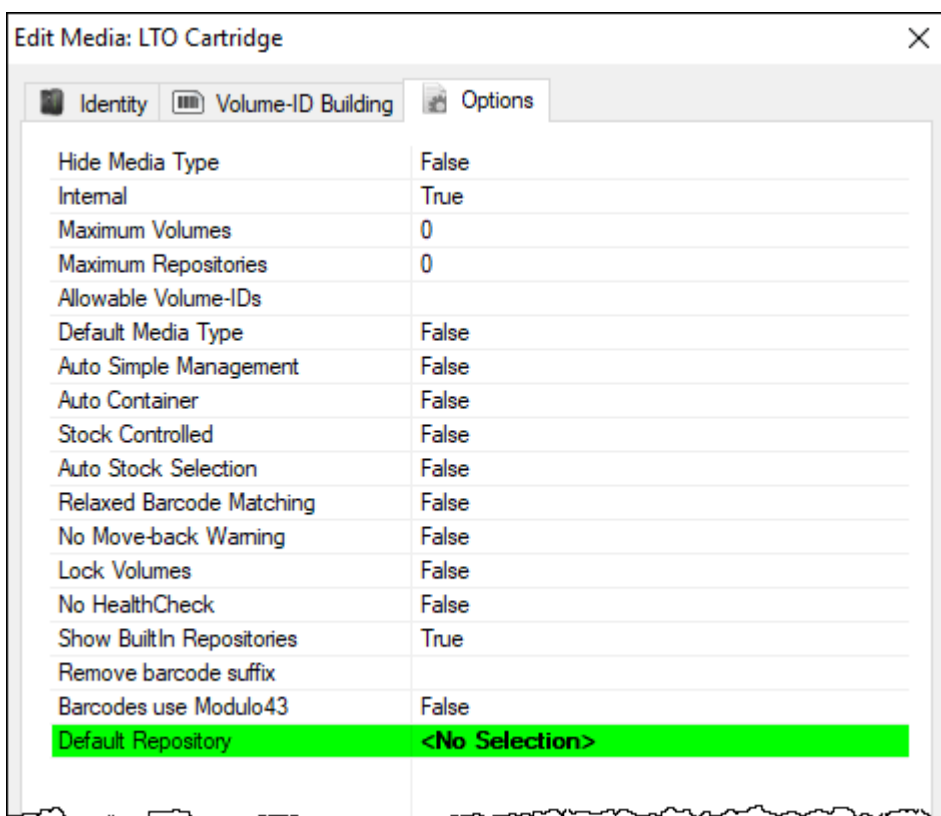 Edit Media: LTO Cartridge
Identity Volume-ID Building Options
Hide Media Type False
Internal True
Maximum Volumes 0
Maximum Repositories 0
Allowable Volume-IDs
Default Media Type False
Auto Simple Management False
Auto Container False
Stock Controlled False
Auto Stock Selection False
Relaxed Barcode Matching False
No Move-back Warning False
Lock Volumes False
No HealthCheck False
Show BuiltIn Repositories True
Remove barcode suffix
Barcodes use Modulo43 False
Default Repository <No Selection>